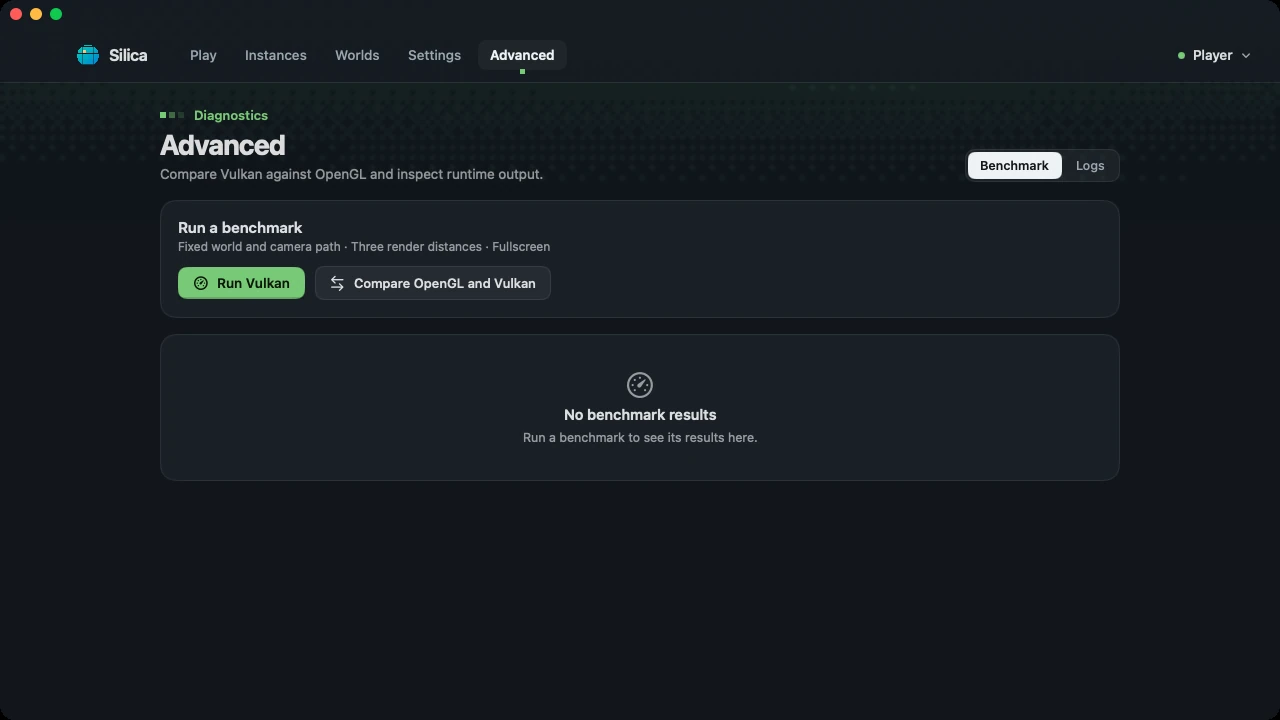 Silica
Play
Instances
Worlds
Settings
Advanced
Player
Diagnostics
Advanced
Compare Vulkan against OpenGL and inspect runtime output.
Benchmark
Logs
Run a benchmark
Fixed world and camera path · Three render distances · Fullscreen
Run Vulkan
Compare OpenGL and Vulkan
No benchmark results
Run a benchmark to see its results here.